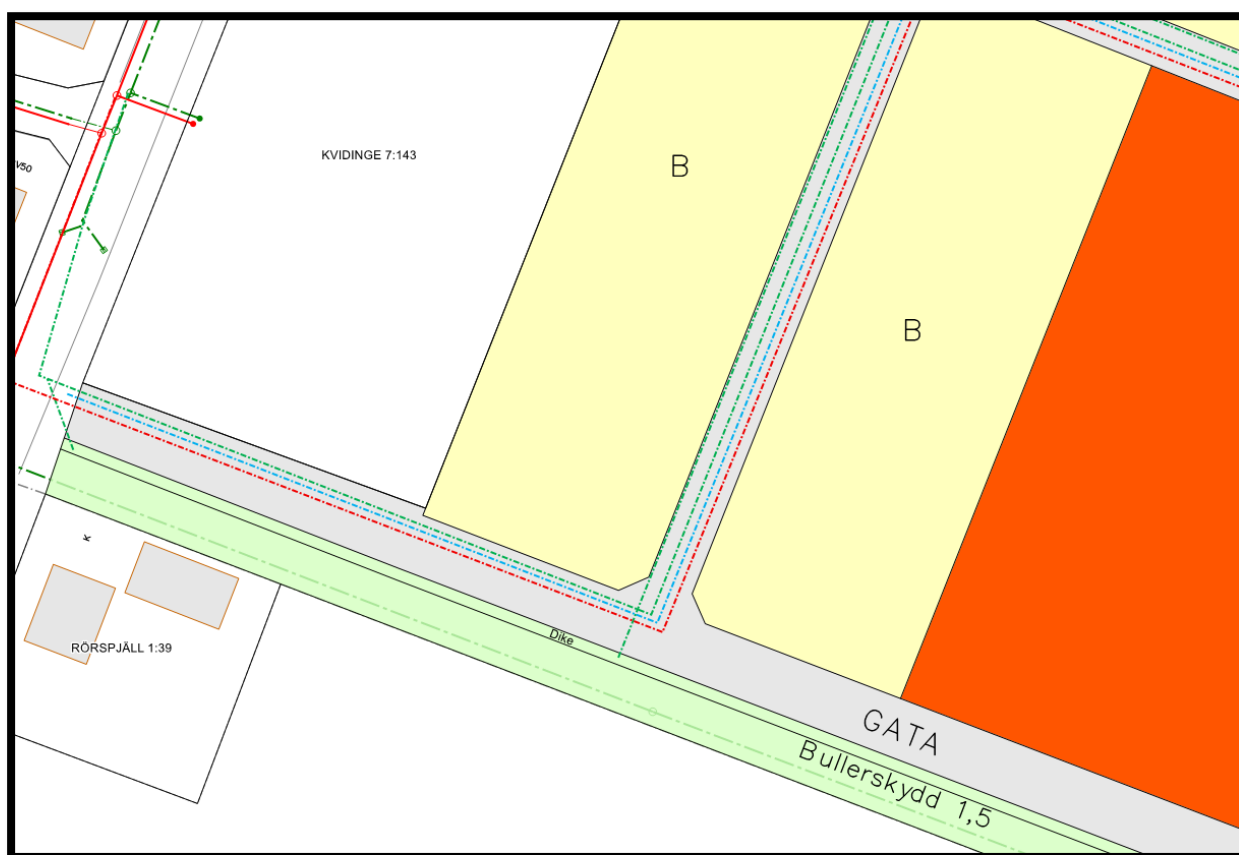 KVIDINGE 7:143
B
V50
B
K
RÖRSPJÄLL 1:39
Dike
GATA
Bullerskydd 1,5